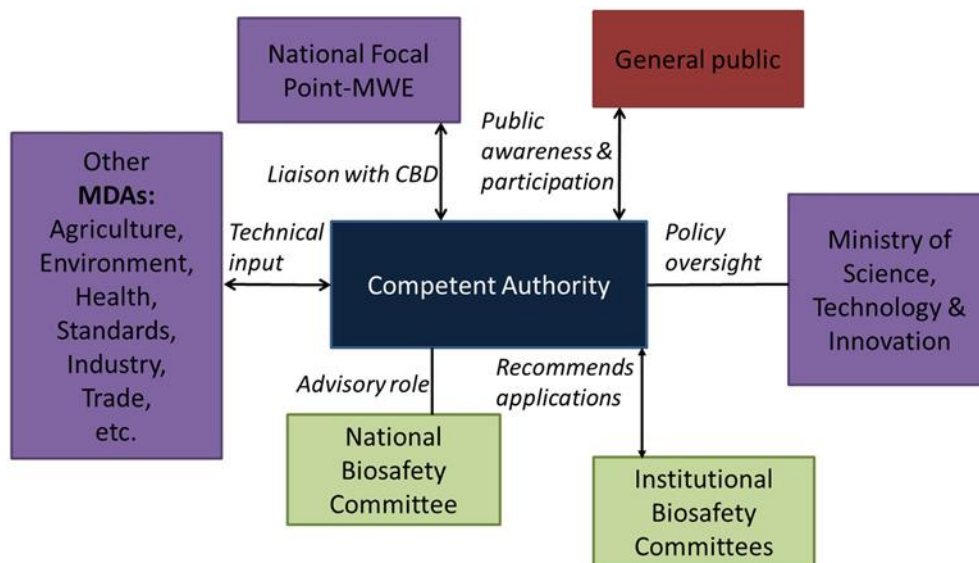 National Focal
Point-MWE
General public
Public
awareness &
participation
Liaison with CBD
Other
MDAs:
Agriculture,
Environment,
Health,
Standards,
Industry,
Trade,
etc.
Technical
input
Competent Authority
Policy
oversight
Ministry of
Science,
Technology &
Innovation
Advisory role
Recommends
applications
National
Biosafety
Committee
Institutional
Biosafety
Committees